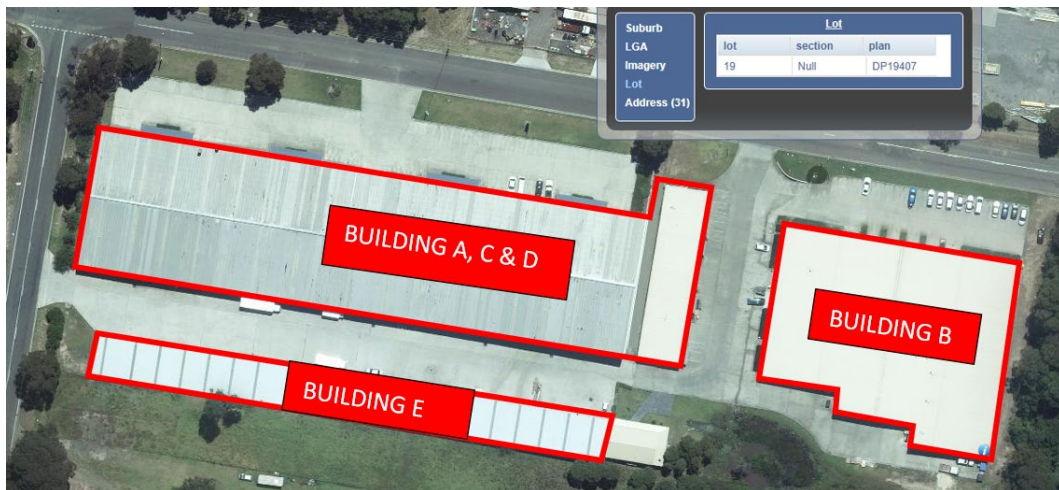 Suburb
LGA
Imagery
Lot
Address (31)
Lot
lot section plan
19 Null DP19407
BUILDING A, C & D
BUILDING B
BUILDING E